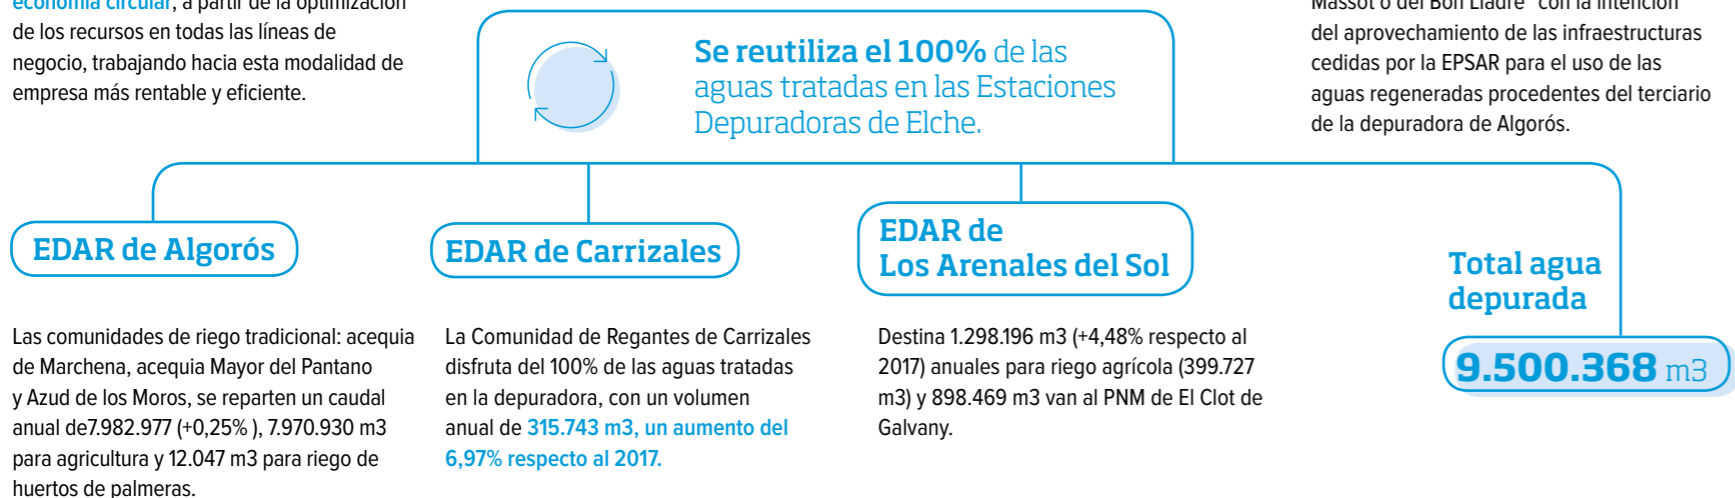 economía circular, a partir de la optimización
de los recursos en todas las líneas de
negocio, trabajando hacia esta modalidad de
empresa más rentable y eficiente.
Se reutiliza el 100% de las
aguas tratadas en las Estaciones
Depuradoras de Elche.
Massot o del Bon Lladre" con la intención
del aprovechamiento de las infraestructuras
cedidas por la EPSAR para el uso de las
aguas regeneradas procedentes del terciario
de la depuradora de Algorós.
EDAR de Algorós
Las comunidades de riego tradicional: acequia
de Marchena, acequia Mayor del Pantano
y Azud de los Moros, se reparten un caudal
anual de7.982.977 (+0,25% ), 7.970.930 m3
para agricultura y 12.047 m3 para riego de
huertos de palmeras.
EDAR de Carrizales
La Comunidad de Regantes de Carrizales
disfruta del 100% de las aguas tratadas
en la depuradora, con un volumen
anual de 315.743 m3, un aumento del
6,97% respecto al 2017.
EDAR de
Los Arenales del Sol
Destina 1.298.196 m3 (+4,48% respecto al
2017) anuales para riego agrícola (399.727
m3) y 898.469 m3 van al PNM de El Clot de
Galvany.
Total agua
depurada
9.500.368 m3